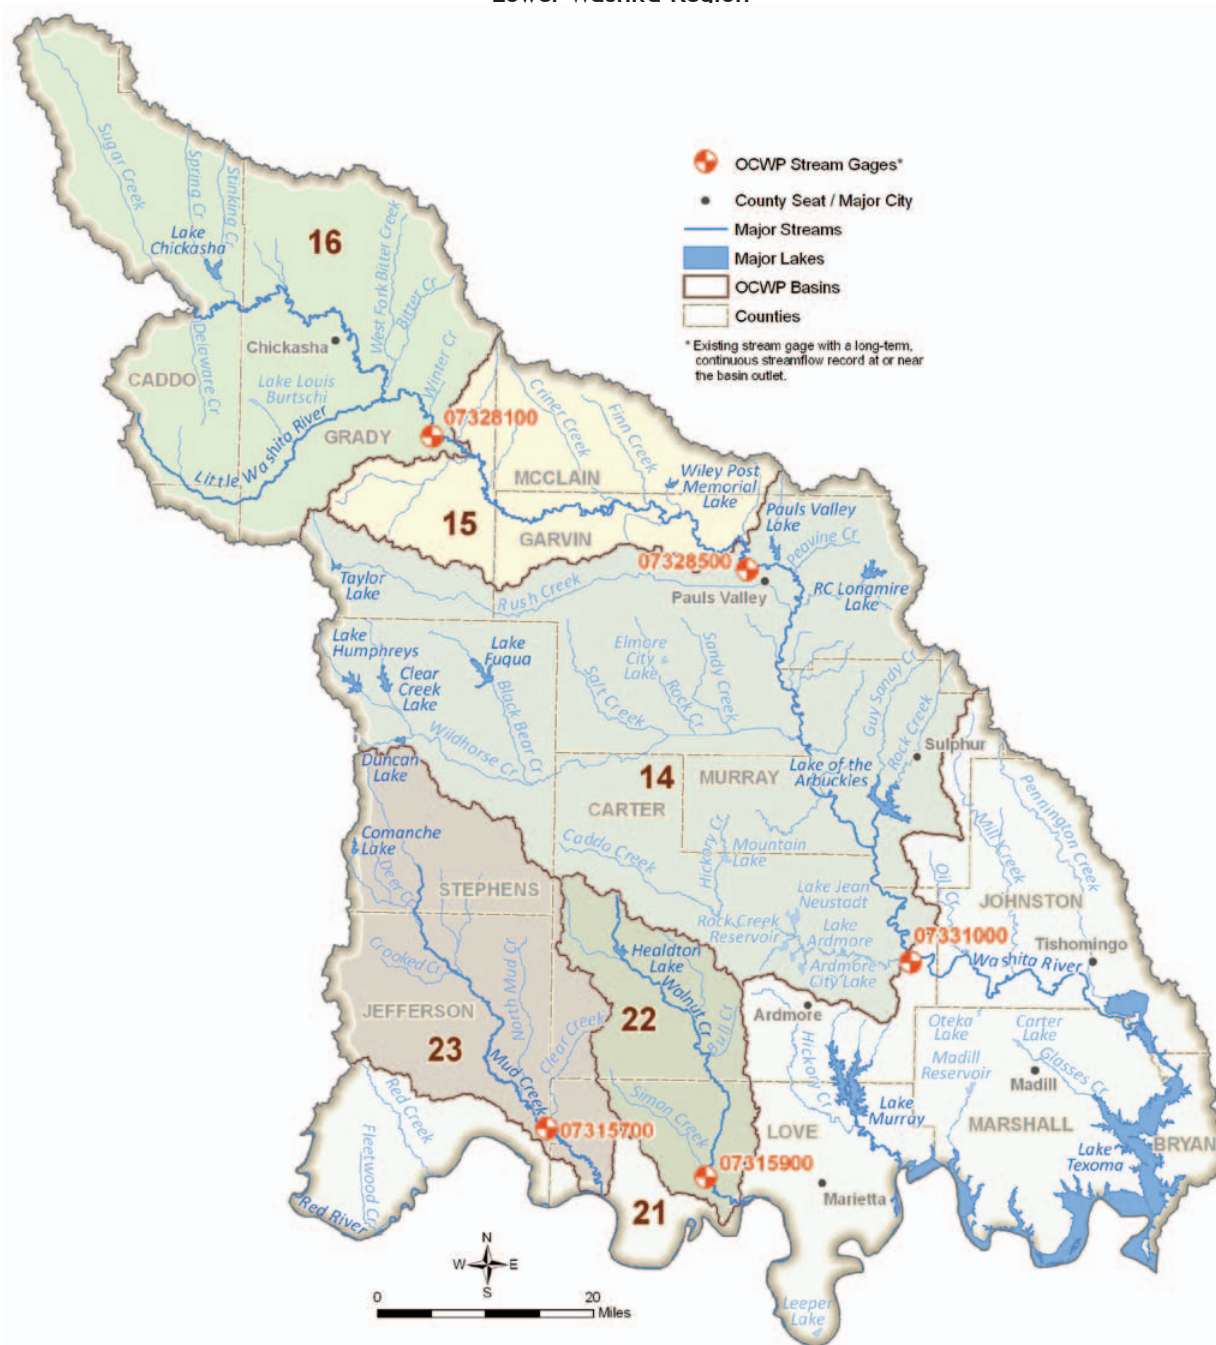 Lower Washita Region
OCWP Stream Gages*
County Seat / Major City
Major Streams
Major Lakes
OCWP Basins
Counties
* Existing stream gage with a long-term,
continuous streamflow record at or near
the basin outlet.
Sugar Creek
Spring Cr
Stinking Cr
Lake
Chickasha
16
West Fork Bitter Creek
Bitter Cr
Winter Cr
Chickasha
CADDO
Delaware Cr
Lake Louis
Burtschi
Little Washita River
GRADY
07328100
Criner Creek
Finn Creek
MCCLAIN
Wiley Post
Memorial
Lake
15
GARVIN
Pauls Valley
Lake
Peavine Cr
07328500
Pauls Valley
RC Longmire
Lake
Taylor
Lake
Rush Creek
Lake
Humphreys
Clear
Creek
Lake
Lake
Fuqua
Black Bear Cr
Elmore
City
Lake
Salt Creek
Rock Cr
Sandy Creek
Guy Sandy Cr
Rock Creek
Sulphur
Wildhorse Cr
Duncan
Lake
14
MURRAY
Lake of the
Arbuckles
CARTER
Pennington Creek
Mill Creek
Oil Cr
Comanche
Lake
Deer Cr
STEPHENS
Caddo Creek
Hickory Cr
Mountain
Lake
Lake Jean
Neustadt
Rock Creek
Reservoir
Lake
Ardmore
Ardmore
City Lake
JOHNSTON
07331000
Tishomingo
Washita River
Healdton
Lake
Walnut Cr
Bull Cr
Crooked Cr
North Mud Cr
JEFFERSON
23
22
Clear Creek
Mud Creek
Ardmore
Hickory Cr
Oteka
Lake
Carter
Lake
Madill
Reservoir
Glasses Cr
Madill
Lake
Murray
MARSHALL
BRYAN
Lake
Texoma
Red Creek
Fleetwood Cr
Red River
Simon Creek
07315700
07315900
LOVE
Marietta
21
Leeper
Lake
N
W
E
S
0
20
Miles